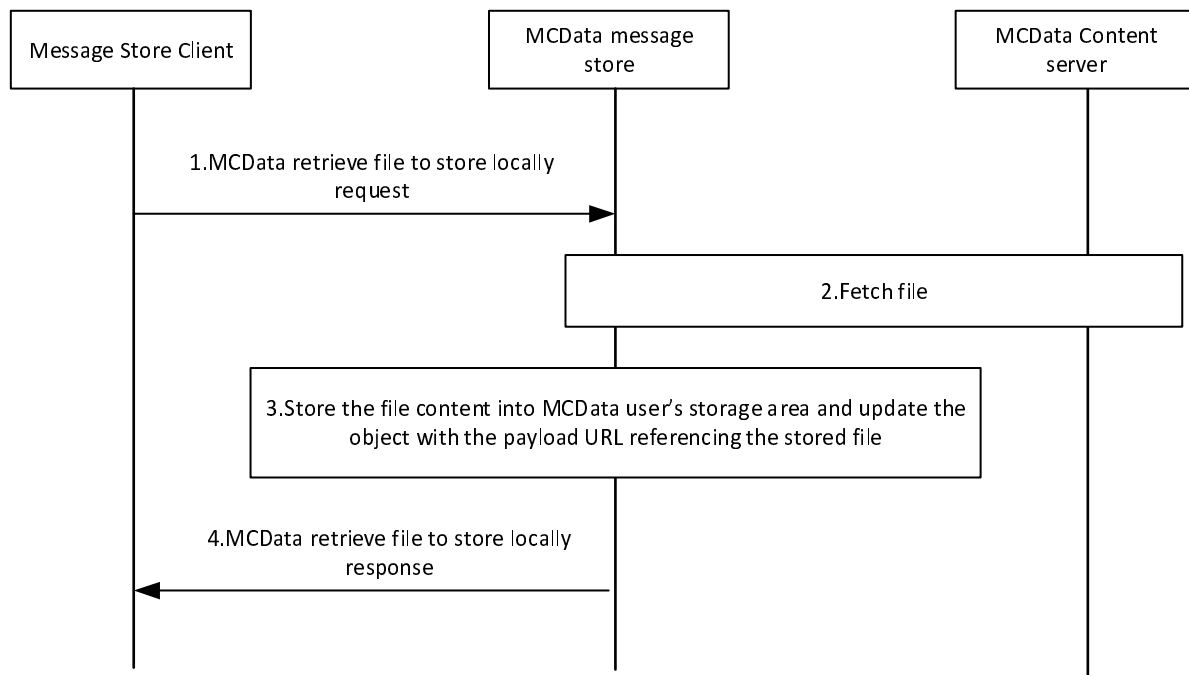 Message Store Client
MCData message
store
MCData Content
server
1.MCData retrieve file to store locally
request
2.Fetch file
3.Store the file content into MCData user’s storage area and update the
object with the payload URL referencing the stored file
4.MCData retrieve file to store locally
response